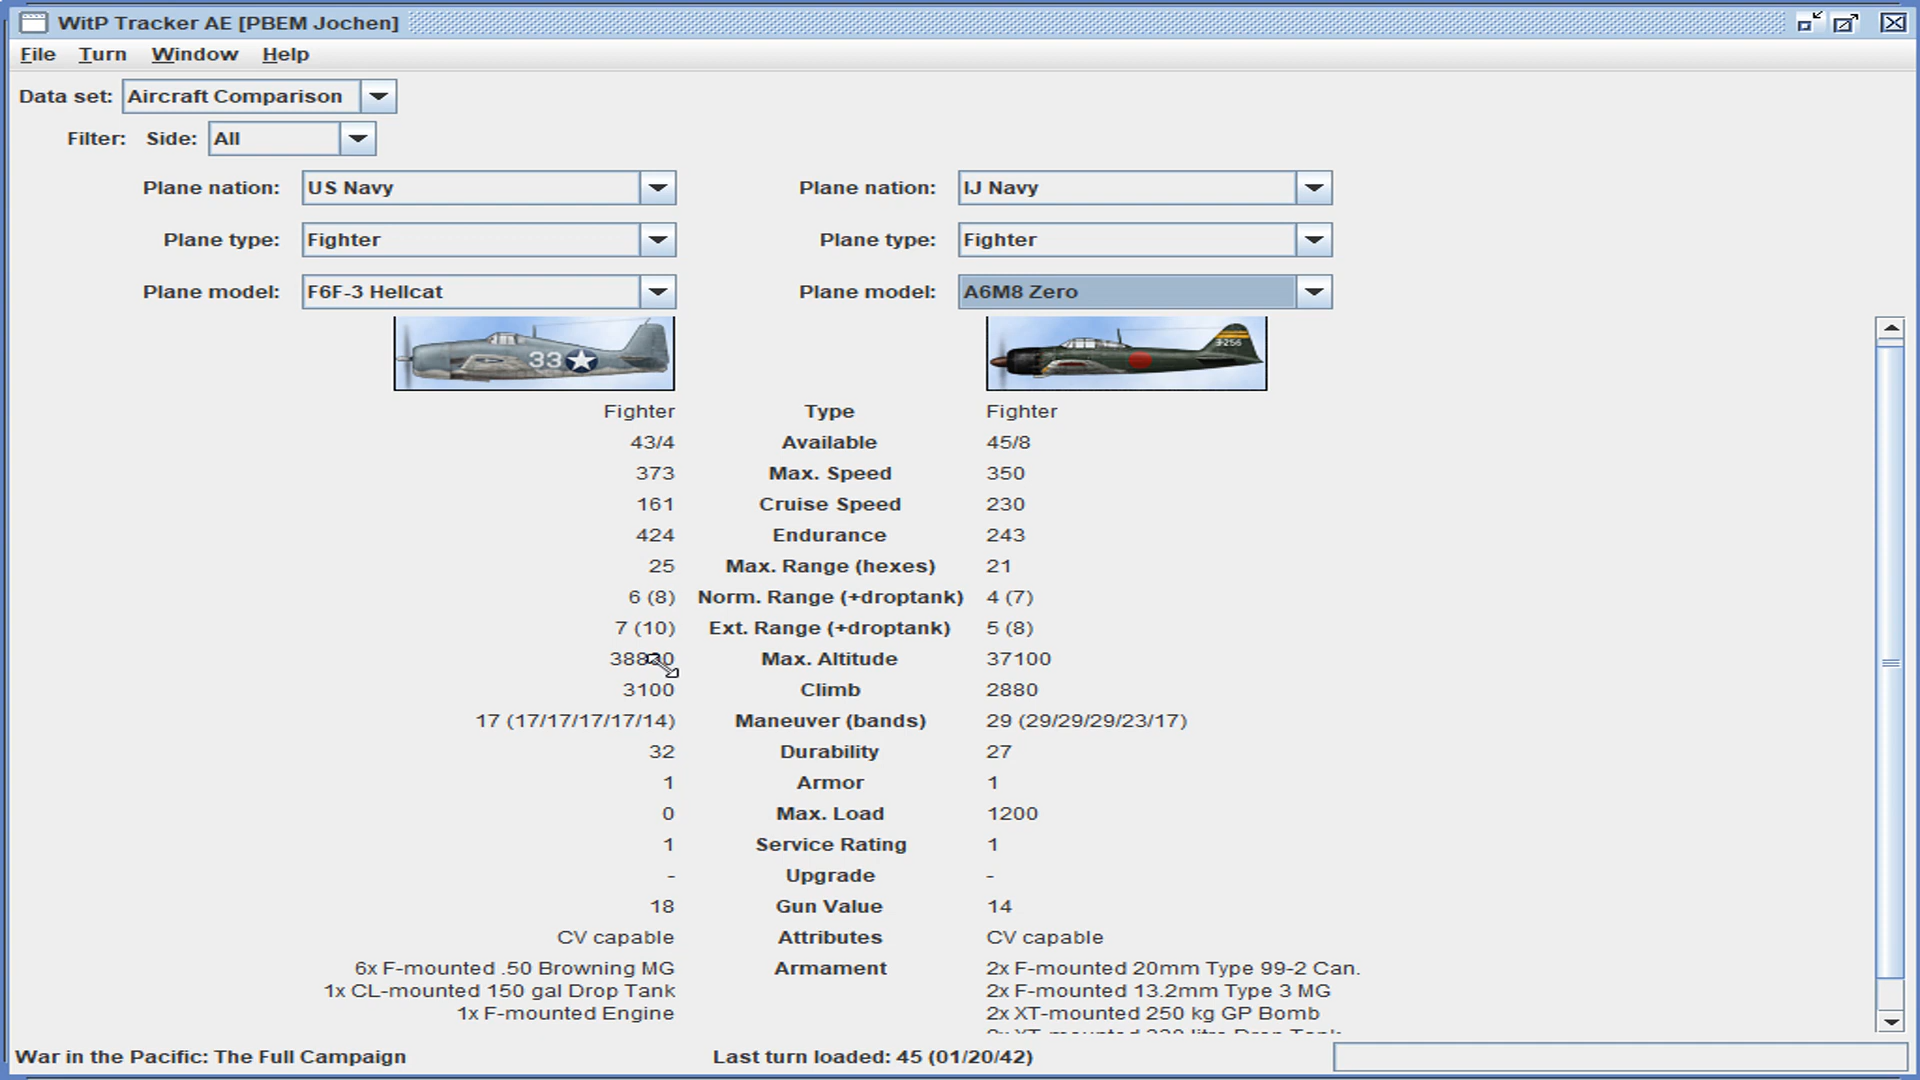 WitP Tracker AE [PBEM Jochen]
File Turn Window Help
Data set: Aircraft Comparison
Filter: Side: All
Plane nation: US Navy Plane nation: IJ Navy
Plane type: Fighter Plane type: Fighter
Plane model: F6F-3 Hellcat Plane model: A6M8 Zero
33 3-256
Fighter Type Fighter
43/4 Available 45/8
373 Max. Speed 350
161 Cruise Speed 230
424 Endurance 243
25 Max. Range (hexes) 21
6 (8) Norm. Range (+droptank) 4 (7)
7 (10) Ext. Range (+droptank) 5 (8)
Max. Altitude 37100
3100 Climb 2880
17 (17/17/17/17/14) Maneuver (bands) 29 (29/29/29/23/17)
32 Durability 27
1 Armor 1
0 Max. Load 1200
1 Service Rating 1
- Upgrade -
18 Gun Value 14
CV capable Attributes CV capable
6x F-mounted .50 Browning MG Armament 2x F-mounted 20mm Type 99-2 Can.
1x CL-mounted 150 gal Drop Tank 2x F-mounted 13.2mm Type 3 MG
1x F-mounted Engine 2x XT-mounted 250 kg GP Bomb
War in the Pacific: The Full Campaign Last turn loaded: 45 (01/20/42)